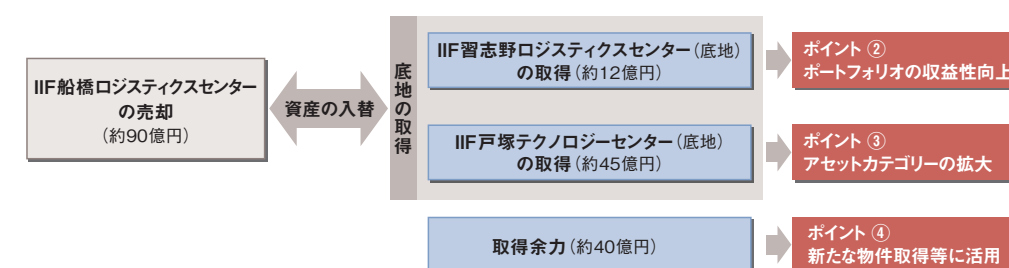 IIF船橋ロジスティクスセンター
の売却
(約90億円)
資産の入替
底地の取得
IIF習志野ロジスティクスセンター(底地)
の取得(約12億円)
ポイント ②
ポートフォリオの収益性向上
IIF戸塚テクノロジーセンター(底地)
の取得(約45億円)
ポイント ③
アセットカテゴリーの拡大
取得余力(約40億円)
ポイント ④
新たな物件取得等に活用